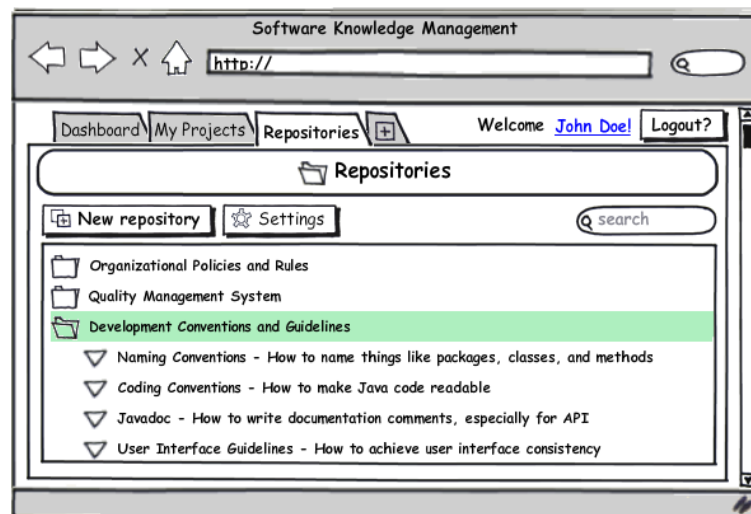 Software Knowledge Management
http://
Dashboard My Projects Repositories
Welcome John Doe! Logout?
Repositories
New repository Settings search
Organizational Policies and Rules
Quality Management System
Development Conventions and Guidelines
Naming Conventions - How to name things like packages, classes, and methods
Coding Conventions - How to make Java code readable
Javadoc - How to write documentation comments, especially for API
User Interface Guidelines - How to achieve user interface consistency